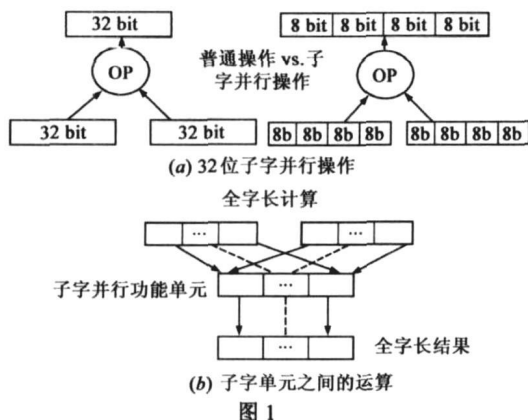 32 bit
8 bit 8 bit 8 bit 8 bit
普通操作 vs.子
字并行操作
OP
OP
32 bit
32 bit
8b 8b 8b 8b
8b 8b 8b 8b
(a) 32位子字并行操作
全字长计算
...
...
子字并行功能单元
...
...
全字长结果
(b) 子字单元之间的运算
图 1